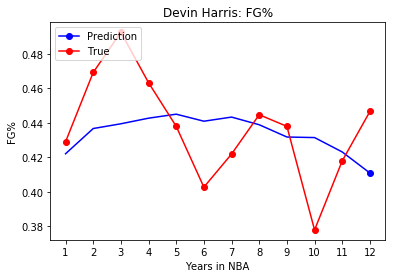 Devin Harris: FG%
Prediction
True
FG%
0.48
0.46
0.44
0.42
0.40
0.38
1 2 3 4 5 6 7 8 9 10 11 12
Years in NBA